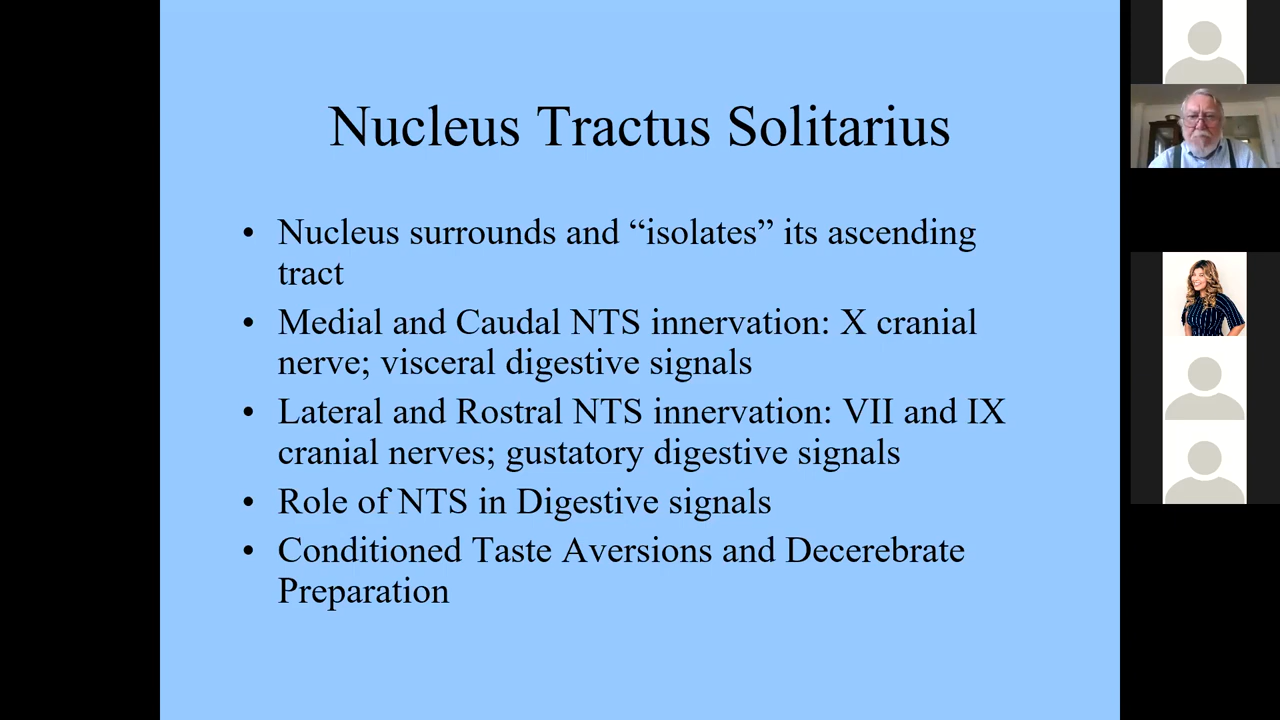 Nucleus Tractus Solitarius
• Nucleus surrounds and “isolates” its ascending
tract
• Medial and Caudal NTS innervation: X cranial
nerve; visceral digestive signals
• Lateral and Rostral NTS innervation: VII and IX
cranial nerves; gustatory digestive signals
• Role of NTS in Digestive signals
• Conditioned Taste Aversions and Decerebrate
Preparation